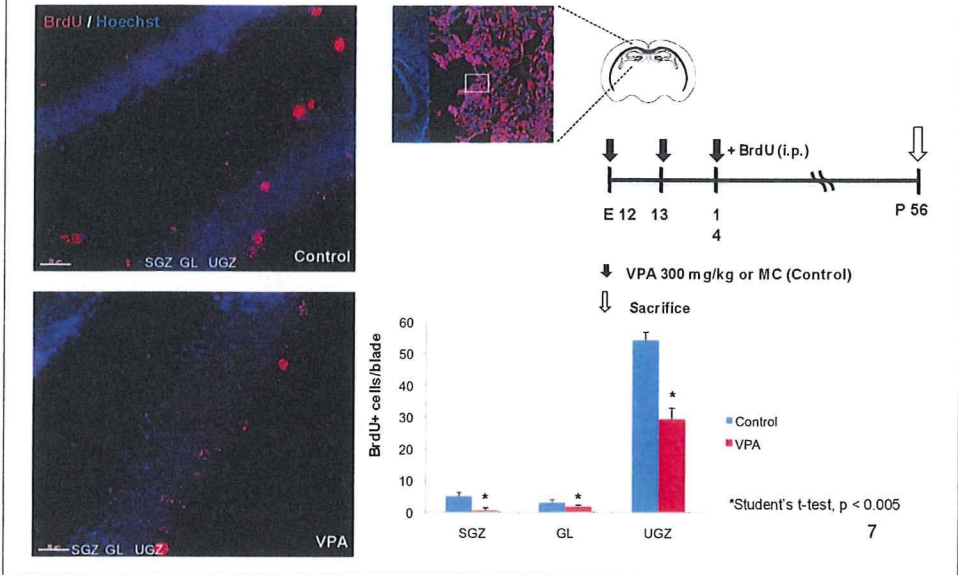 BrdU / Hoechst
SGZ GL UGZ
Control
SGZ GL UGZ
VPA
+ BrdU (i.p.)
E 12 13 1
4
P 56
VPA 300 mg/kg or MC (Control)
Sacrifice
BrdU+ cells/blade
60
50
40
30
20
10
0
*
*
*
SGZ GL UGZ
Control
VPA
*Student's t-test, p < 0.005
7